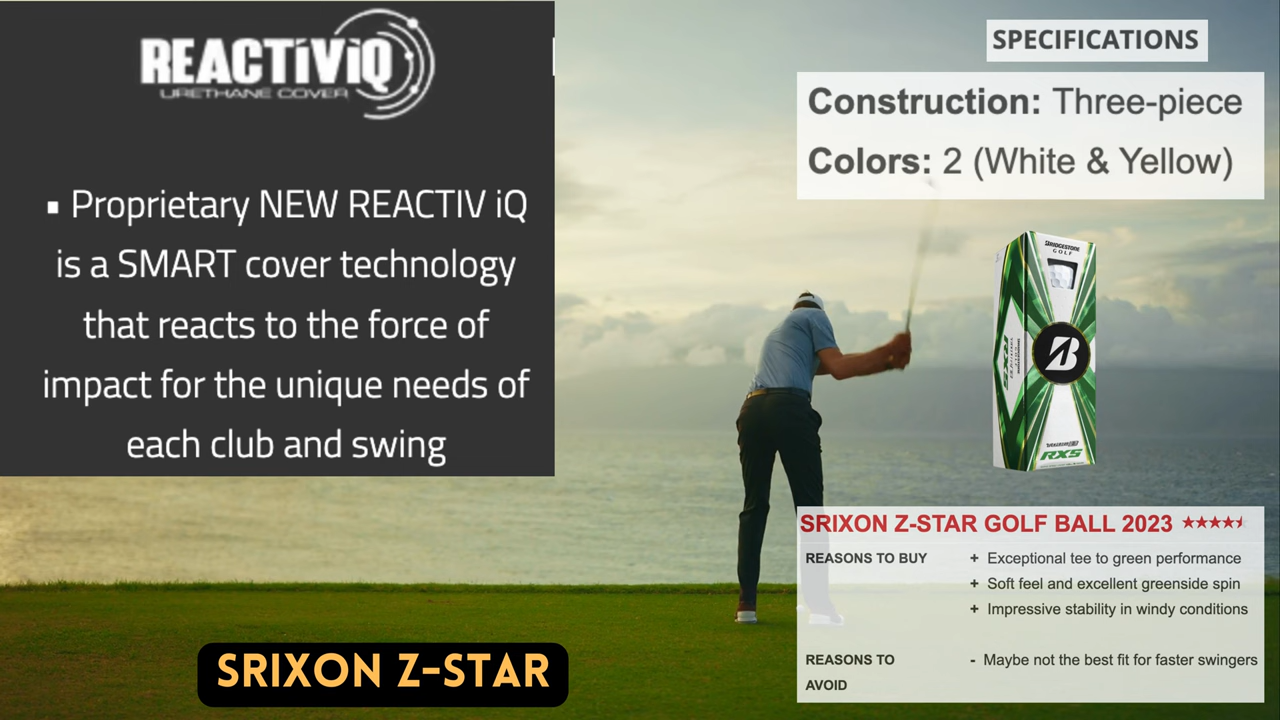 REACTiViQ
URETHANE COVER
▪ Proprietary NEW REACTIV iQ
is a SMART cover technology
that reacts to the force of
impact for the unique needs of
each club and swing
SPECIFICATIONS
Construction: Three-piece
Colors: 2 (White & Yellow)
BRIDGESTONE
GOLF
B
RXS
RXS
SRIXON Z-STAR GOLF BALL 2023 ★★★★⯨
REASONS TO BUY + Exceptional tee to green performance
+ Soft feel and excellent greenside spin
+ Impressive stability in windy conditions
REASONS TO - Maybe not the best fit for faster swingers
AVOID
SRIXON Z-STAR